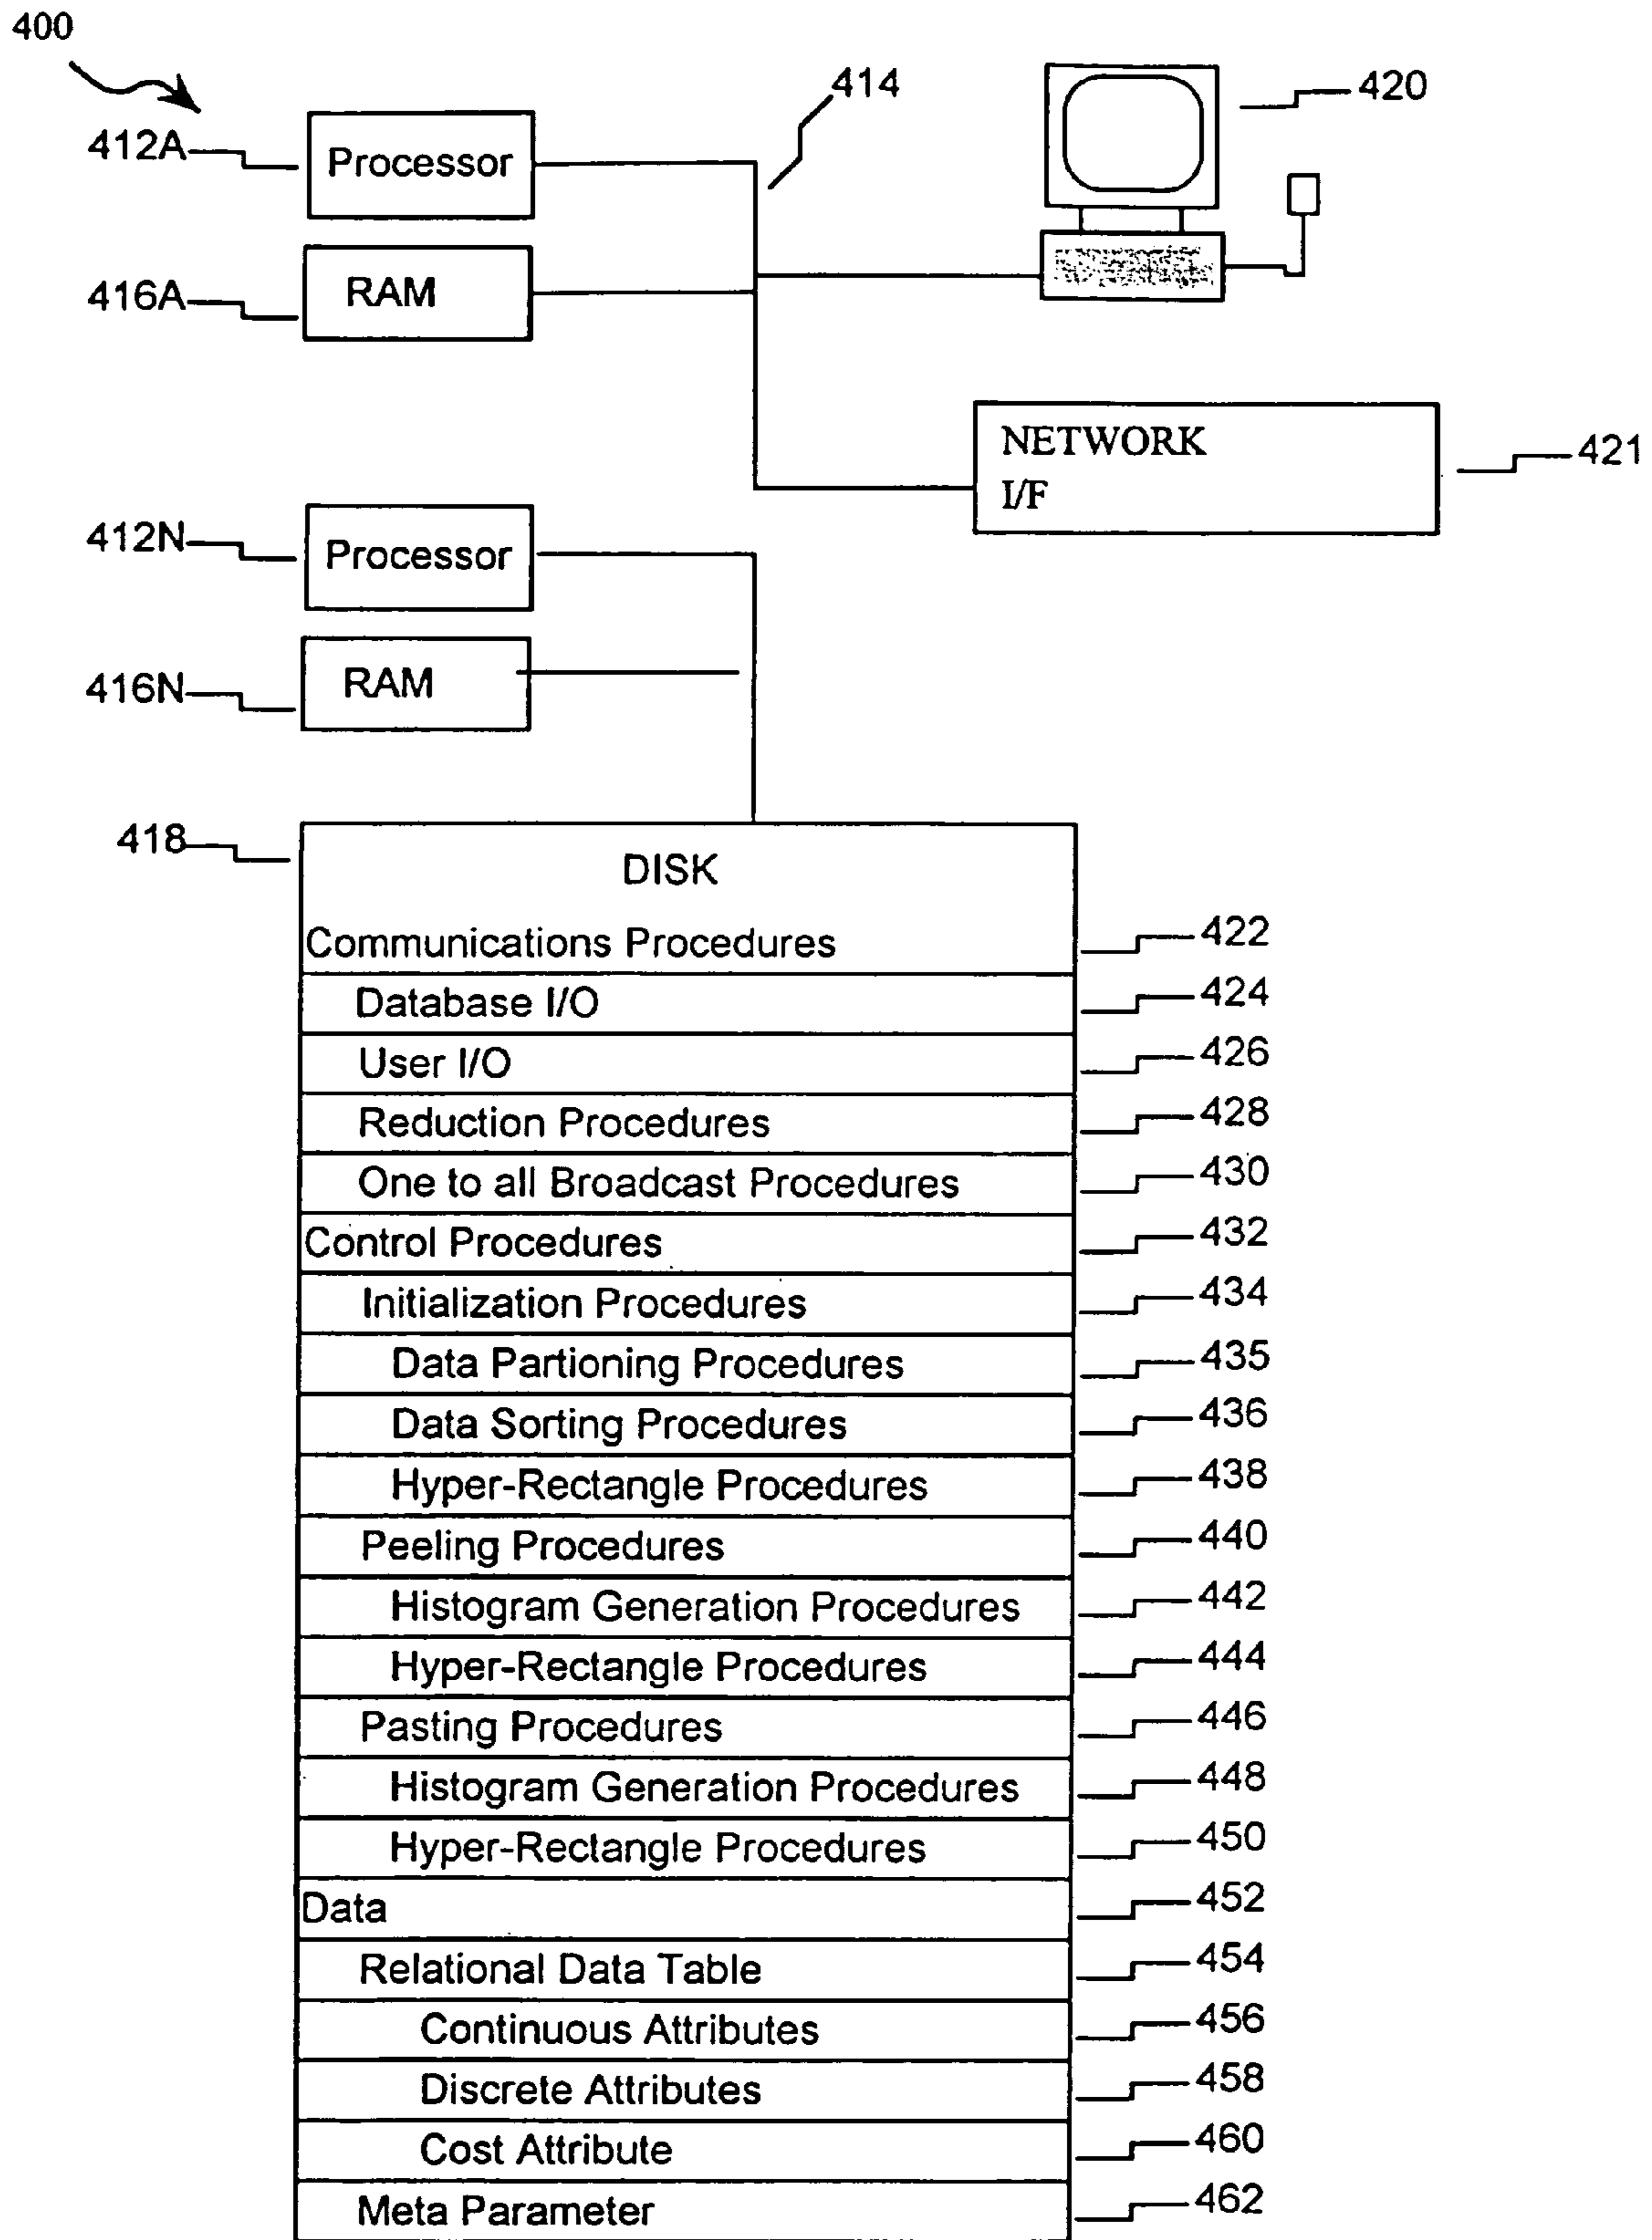 400
414
420
412A
Processor
416A
RAM
NETWORK
I/F
421
412N
Processor
416N
RAM
418
DISK
Communications Procedures 422
Database I/O 424
User I/O 426
Reduction Procedures 428
One to all Broadcast Procedures 430
Control Procedures 432
Initialization Procedures 434
Data Partioning Procedures 435
Data Sorting Procedures 436
Hyper-Rectangle Procedures 438
Peeling Procedures 440
Histogram Generation Procedures 442
Hyper-Rectangle Procedures 444
Pasting Procedures 446
Histogram Generation Procedures 448
Hyper-Rectangle Procedures 450
Data 452
Relational Data Table 454
Continuous Attributes 456
Discrete Attributes 458
Cost Attribute 460
Meta Parameter 462